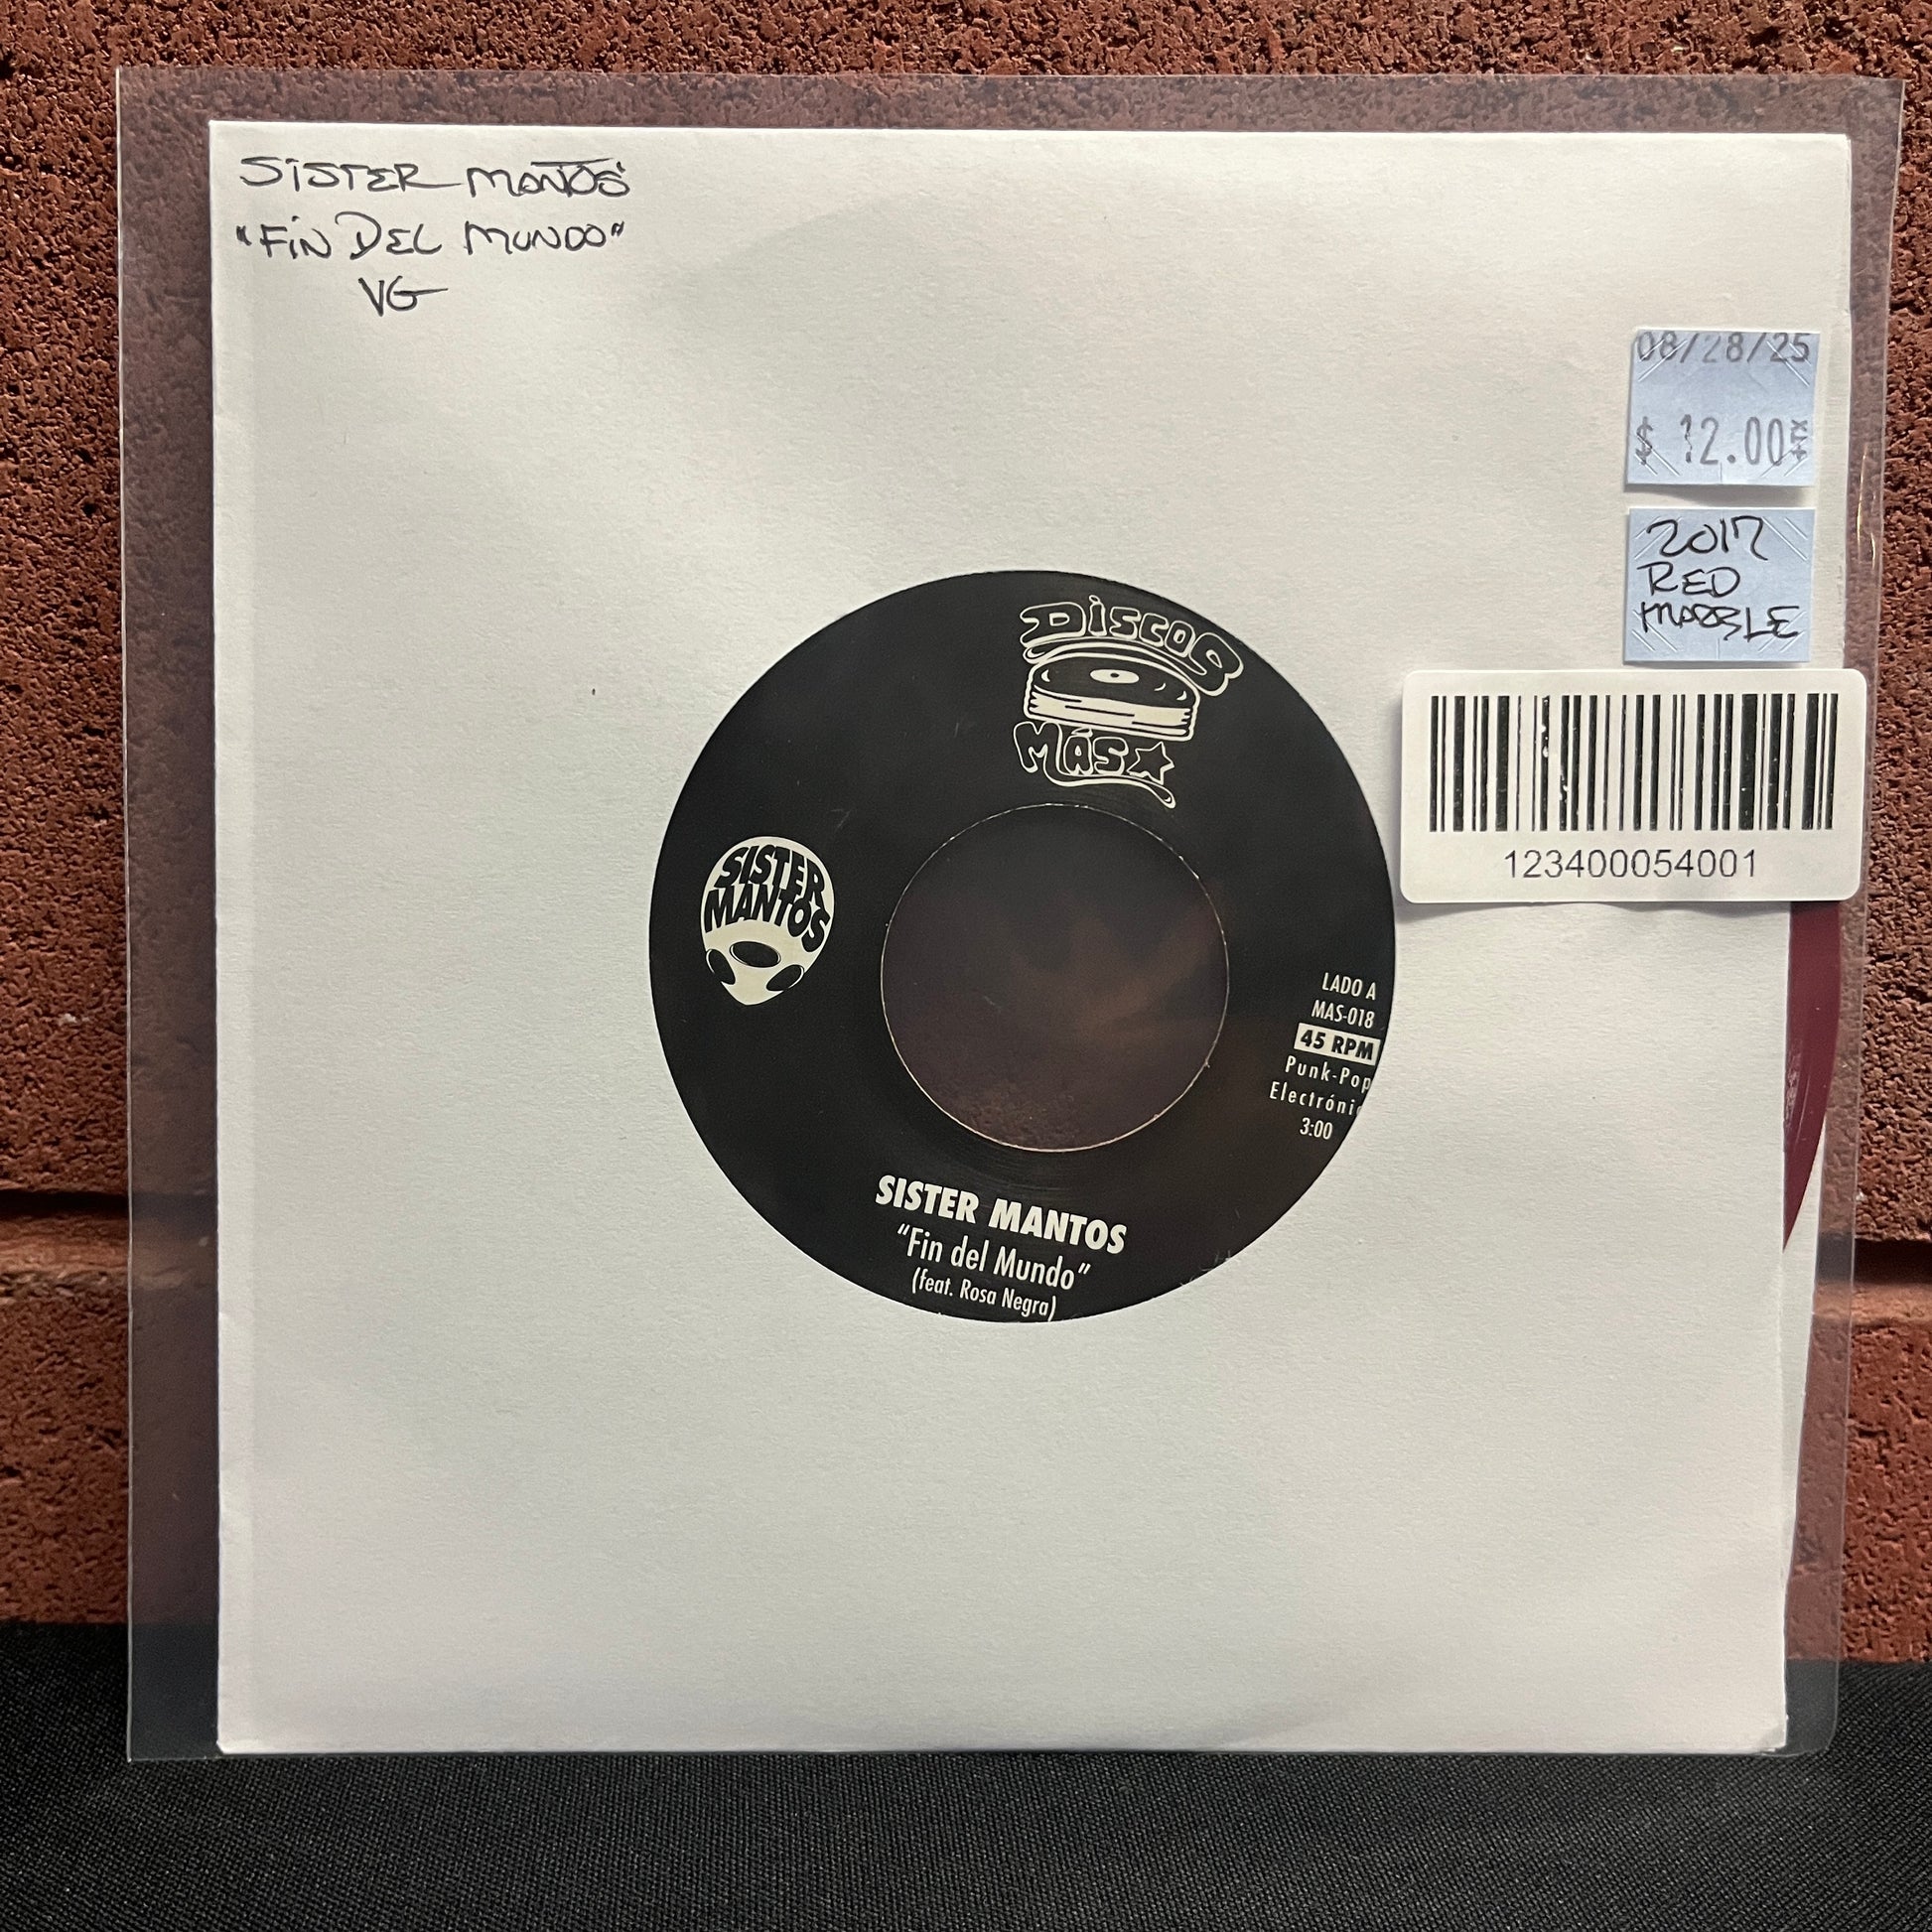 SISTER MANTOS
"FIN DEL MUNDO"
VG
08/28/25
$ 12.00
2017
RED
MARBLE
123400054001
DISCOS
MÁS
SISTER
MANTOS
LADO A
MAS-018
45 RPM
Punk-Pop
Electrónic
3:00
SISTER MANTOS
"Fin del Mundo"
(feat. Rosa Negra)